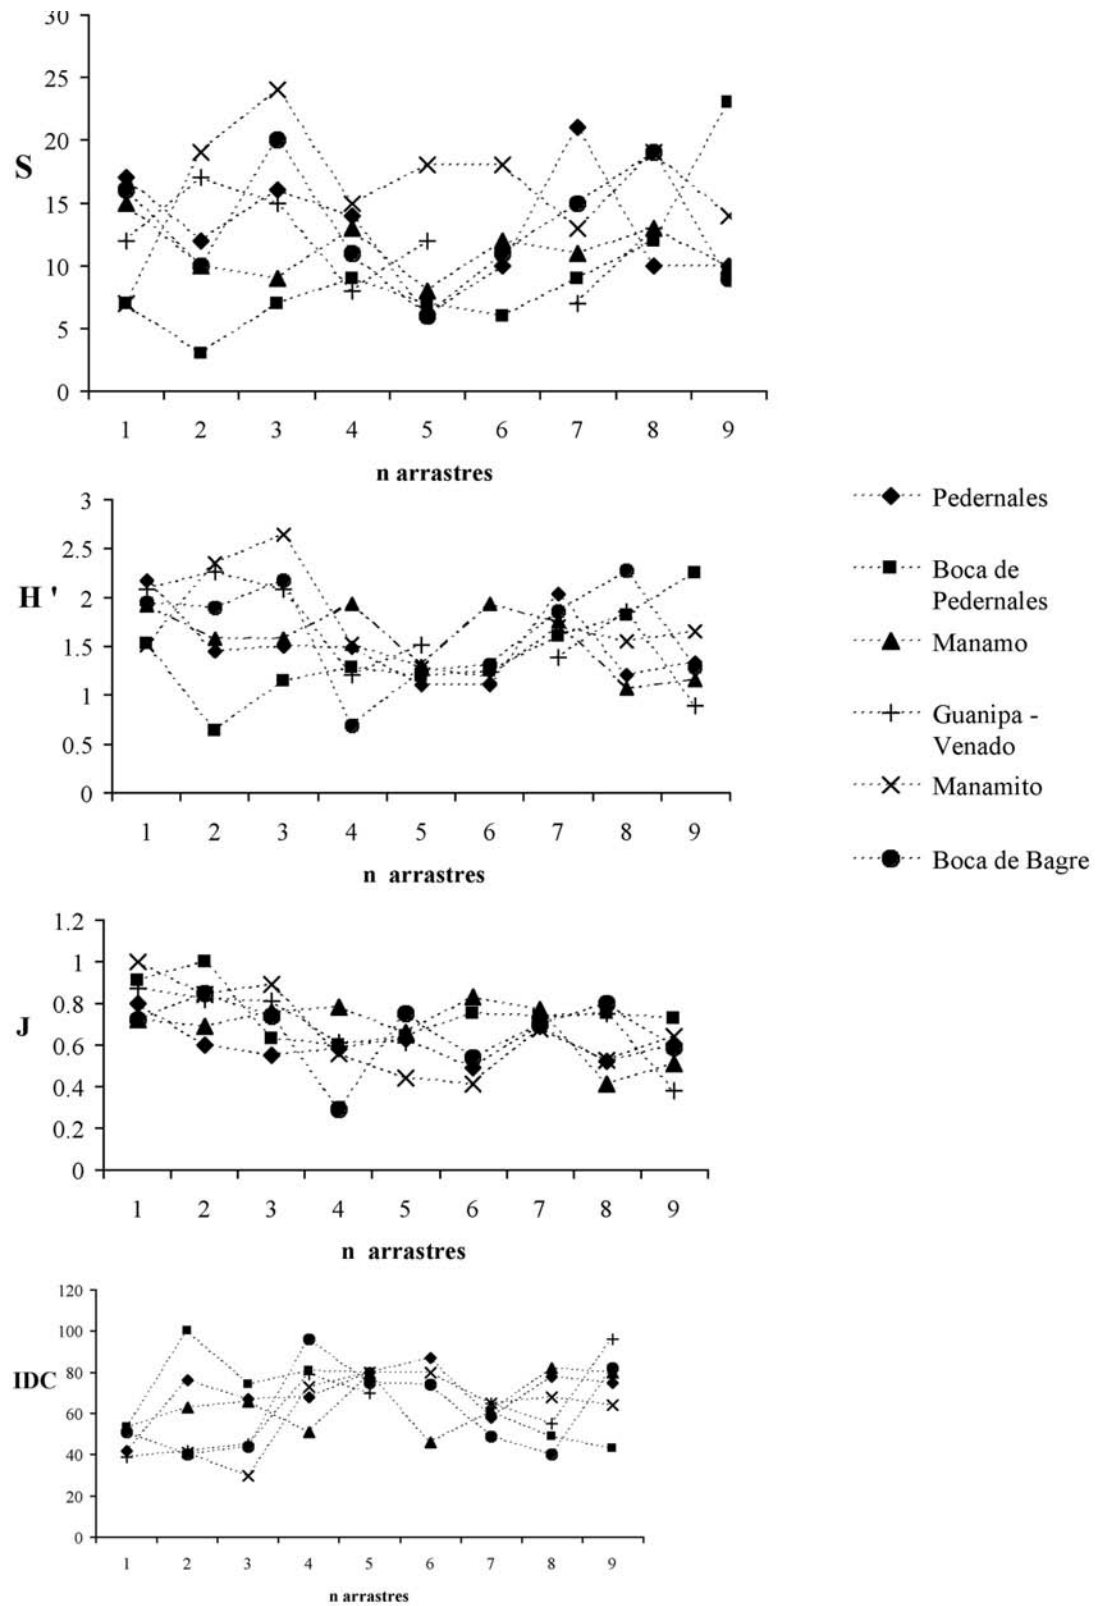 30
25
20
S
15
10
5
0
1 2 3 4 5 6 7 8 9
n arrastres
3
2.5
2
H '
1.5
1
0.5
0
1 2 3 4 5 6 7 8 9
n arrastres
Pedernales
Boca de
Pedernales
Manamo
Guanipa -
Venado
Manamito
Boca de Bagre
1.2
1
0.8
J
0.6
0.4
0.2
0
1 2 3 4 5 6 7 8 9
n arrastres
120
100
80
IDC
60
40
20
0
1 2 3 4 5 6 7 8 9
n arrastres